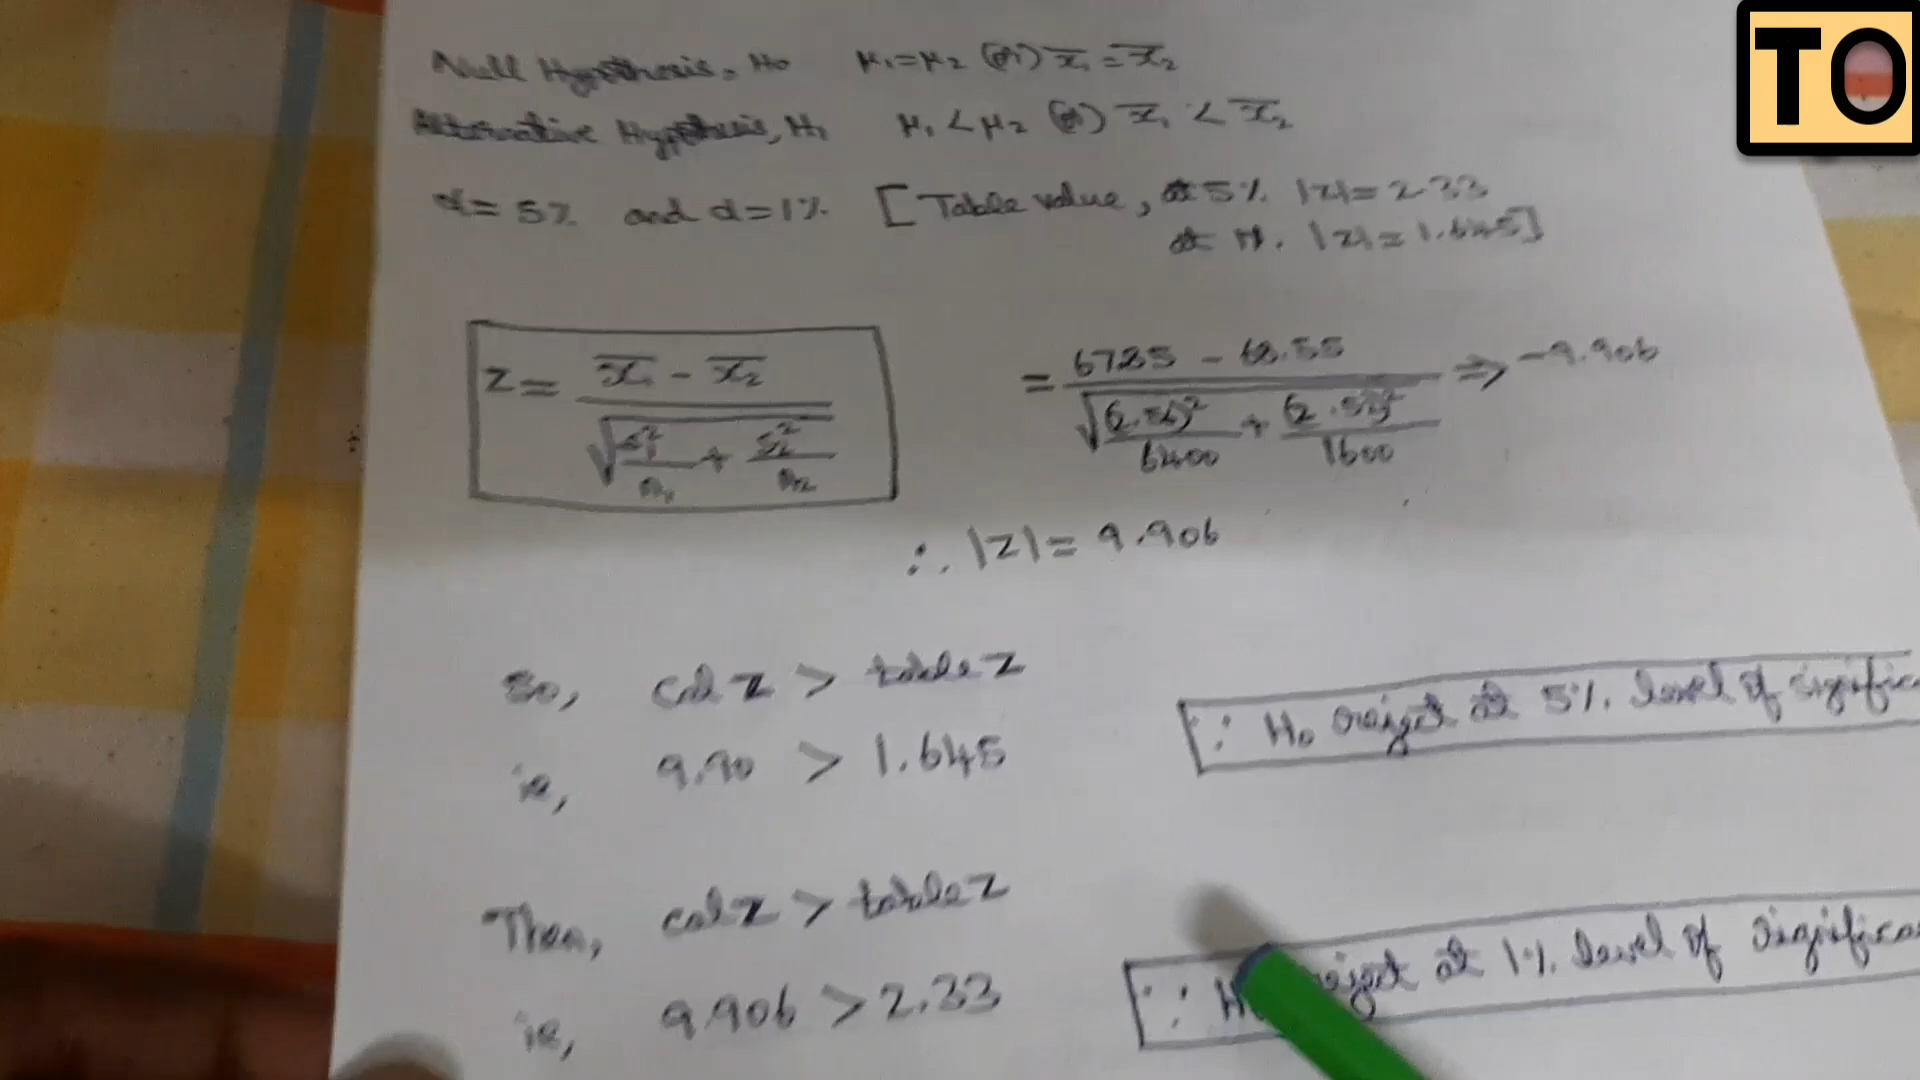 TO
Null Hypothesis, H₀ μ₁=μ₂ (or) x̄₁=x̄₂
Alternative Hypothesis, H₁ μ₁<μ₂ (or) x̄₁ < x̄₂
α=5% and α=1% [Table value, at 5% |z|=2.33
at 1%. |z|=1.645]
z = (x̄₁ - x̄₂) / √(s₁²/n₁ + s₂²/n₂) = 67.85 - 68.55 / √((2.56)²/6400 + (2.52)²/1600) ⇒ -9.906
∴ |Z| = 9.906
So, cal z > table z
∵ H₀ reject at 5%. level of significa
ie, 9.90 > 1.645
Then, cal z > table z
∵ H₀ reject at 1%. level of significa
ie, 9.906 > 2.33